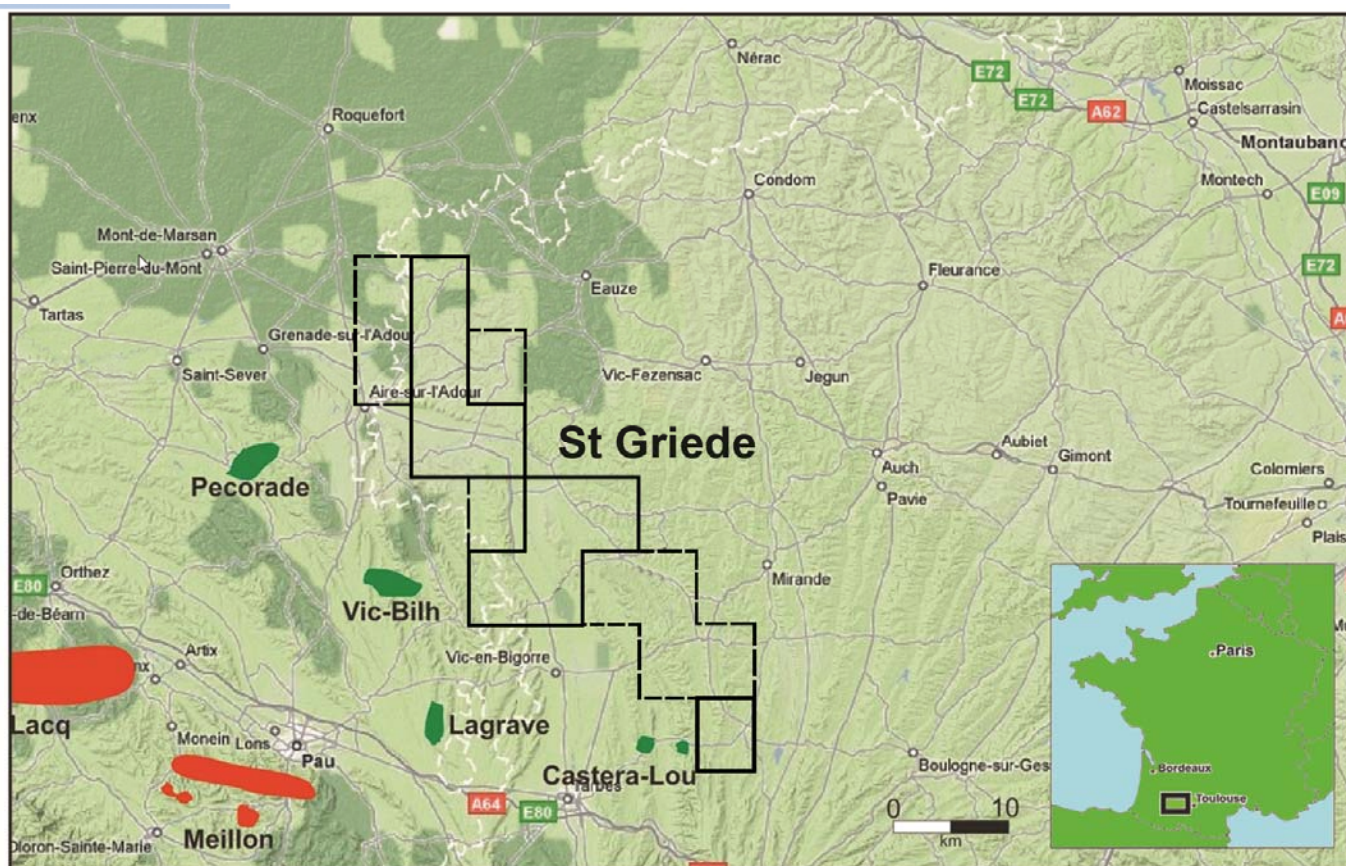 Nérac
E72
E72
A62
Moissac
Castelsarrasin
enx
Roquefort
Montauban
Condom
Montech
E09
Mont-de-Marsan
Saint-Pierre-du-Mont
E72
Fleurance
Eauze
Tartas
Grenade-sur-l'Adour
Saint-Sever
Vic-Fezensac
Jegun
Aire-sur-l'Adour
St Griede
Aubiet
Auch
Gimont
Colomiers
Pavie
Pecorade
Tournefeuille
Plais
Orthez
E80
-de-Béarn
Mirande
Vic-Bilh
Artix
Vic-en-Bigorre
nx
Lacq
Monein
Lons
Pau
Lagrave
Castera-Lou
Boulogne-sur-Ges
A64
E80
Tarbes
Meillon
Oloron-Sainte-Marie
0 10
km
Paris
Bordeaux
Toulouse